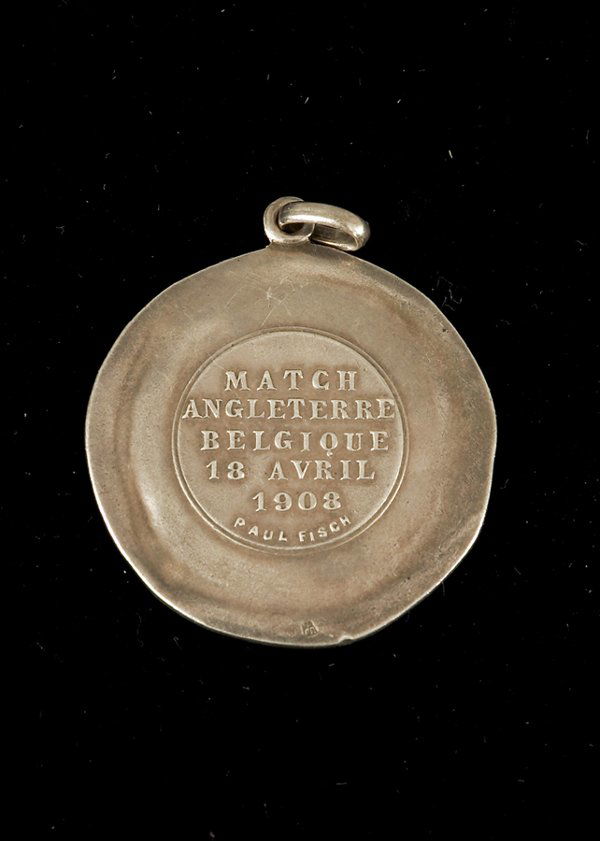 MATCH
ANGLETERRE
BELGIQUE
18 AVRIL
1908
PAUL FISCH